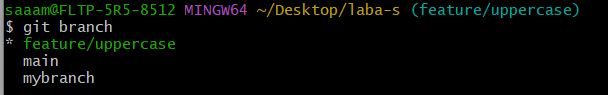 saaam@FLTP-5R5-8512 MINGW64 ~/Desktop/laba-s (feature/uppercase)
$ git branch
* feature/uppercase
  main
  mybranch